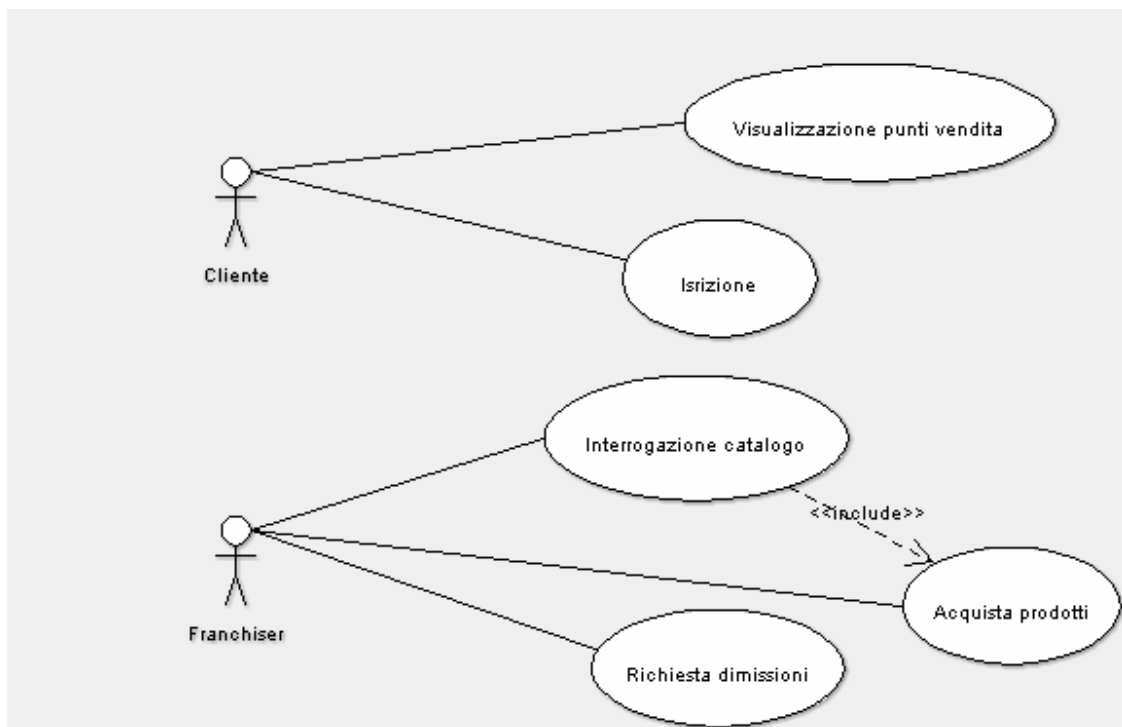 Visualizzazione punti vendita
Cliente
Isrizione
Interrogazione catalogo
<<include>>
Franchiser
Acquista prodotti
Richiesta dimissioni